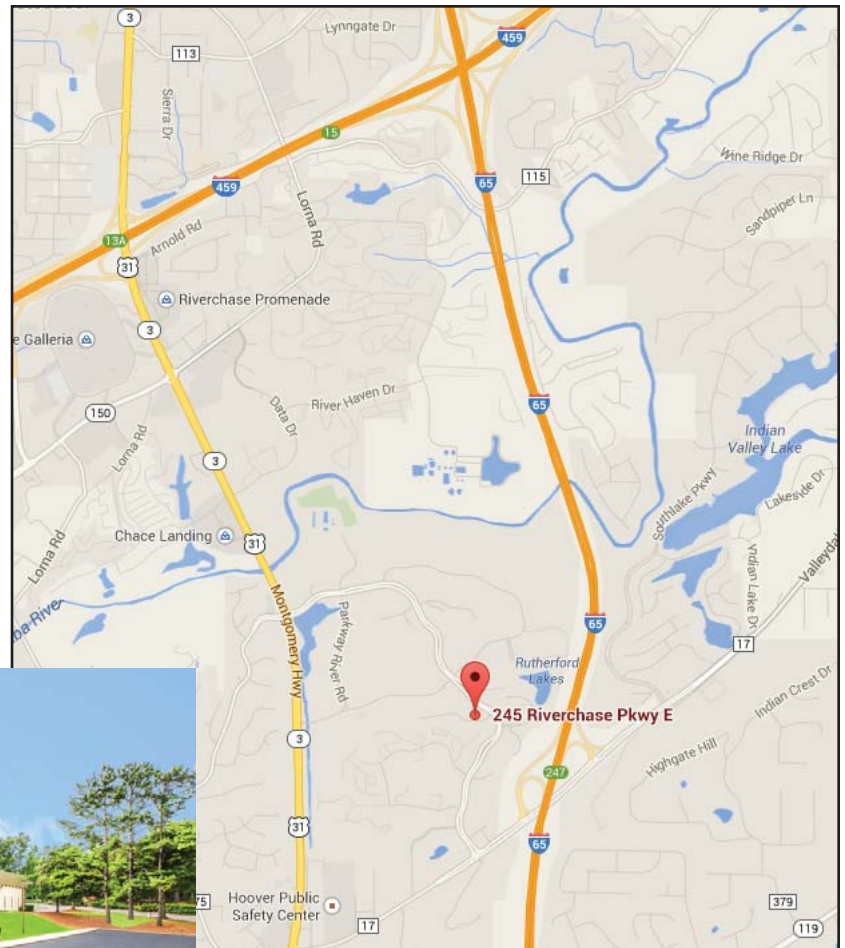 3
113
Lynngate Dr
459
Sierra Dr
15
459
65
115
Wine Ridge Dr
Sandpiper Ln
Lorna Rd
Arnold Rd
13A
31
Riverchase Promenade
3
e Galleria
150
Data Dr
River Haven Dr
65
Indian
Valley Lake
Lorna Rd
3
Southlake Pkwy
Lakeside Dr
Chace Landing
31
Lorna Rd
Indian Lake Dr
Valleydal
ba River
Montgomery Hwy
Parkway River Rd
65
17
Rutherford
Lakes
245 Riverchase Pkwy E
Indian Crest Dr
3
Highgate Hill
247
31
65
75
Hoover Public
Safety Center
17
379
119